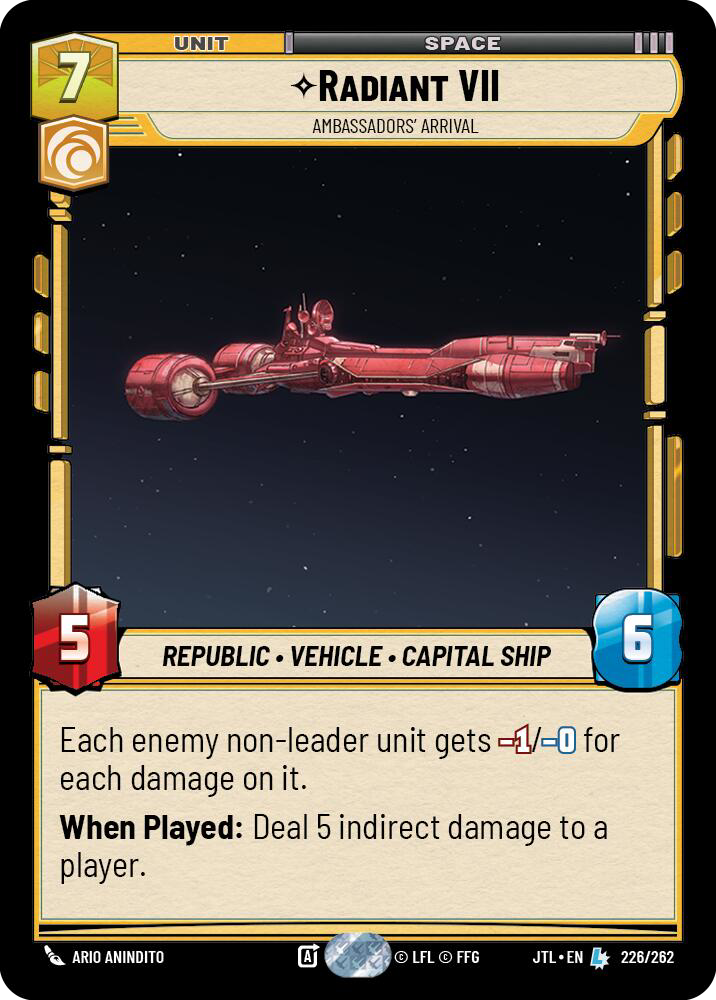 UNIT
SPACE
7
RADIANT VII
AMBASSADORS' ARRIVAL
5
REPUBLIC • VEHICLE • CAPITAL SHIP
6
Each enemy non-leader unit gets -1/-0 for
each damage on it.
When Played: Deal 5 indirect damage to a
player.
ARIO ANINDITO
A
© LFL © FFG
JTL • EN
L
226/262